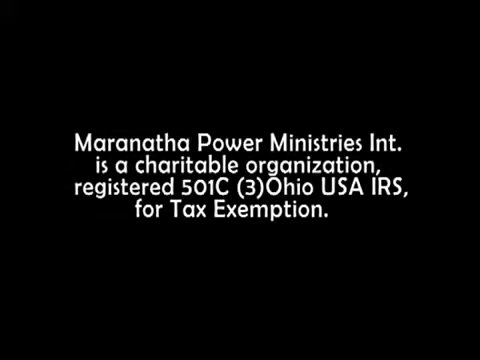 Maranatha Power Ministries Int.
is a charitable organization,
registered 501C (3)Ohio USA IRS,
for Tax Exemption.